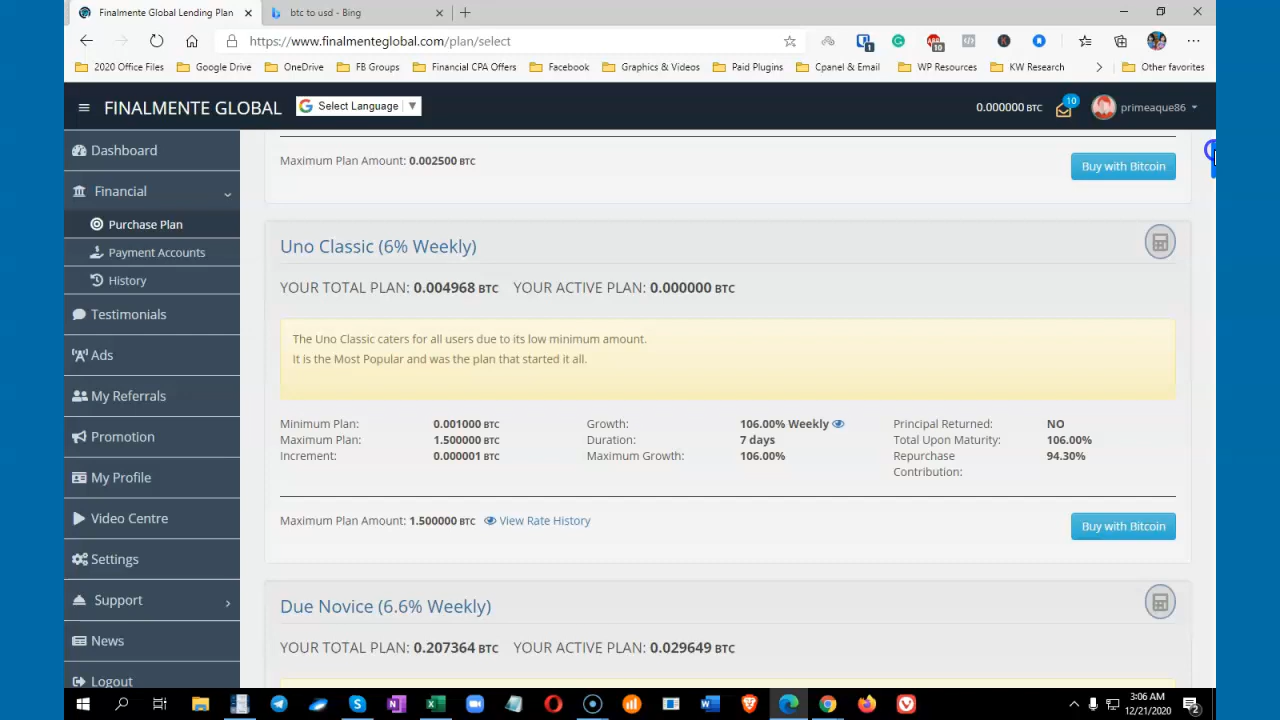 Finalmente Global Lending Plan
btc to usd - Bing
https://www.finalmenteglobal.com/plan/select
1
10
2020 Office Files
Google Drive
OneDrive
FB Groups
Financial CPA Offers
Facebook
Graphics & Videos
Paid Plugins
Cpanel & Email
WP Resources
KW Research
Other favorites
FINALMENTE GLOBAL
Select Language
0.000000 BTC
10
primeaque86
Dashboard
Financial
Purchase Plan
Payment Accounts
History
Testimonials
Ads
My Referrals
Promotion
My Profile
Video Centre
Settings
Support
News
Logout
Maximum Plan Amount: 0.002500 BTC
Buy with Bitcoin
Uno Classic (6% Weekly)
YOUR TOTAL PLAN: 0.004968 BTC YOUR ACTIVE PLAN: 0.000000 BTC
The Uno Classic caters for all users due to its low minimum amount.
It is the Most Popular and was the plan that started it all.
Minimum Plan: 0.001000 BTC
Maximum Plan: 1.500000 BTC
Increment: 0.000001 BTC
Growth: 106.00% Weekly
Duration: 7 days
Maximum Growth: 106.00%
Principal Returned: NO
Total Upon Maturity: 106.00%
Repurchase 94.30%
Contribution:
Maximum Plan Amount: 1.500000 BTC View Rate History
Buy with Bitcoin
Due Novice (6.6% Weekly)
YOUR TOTAL PLAN: 0.207364 BTC YOUR ACTIVE PLAN: 0.029649 BTC
3:06 AM
12/21/2020
2